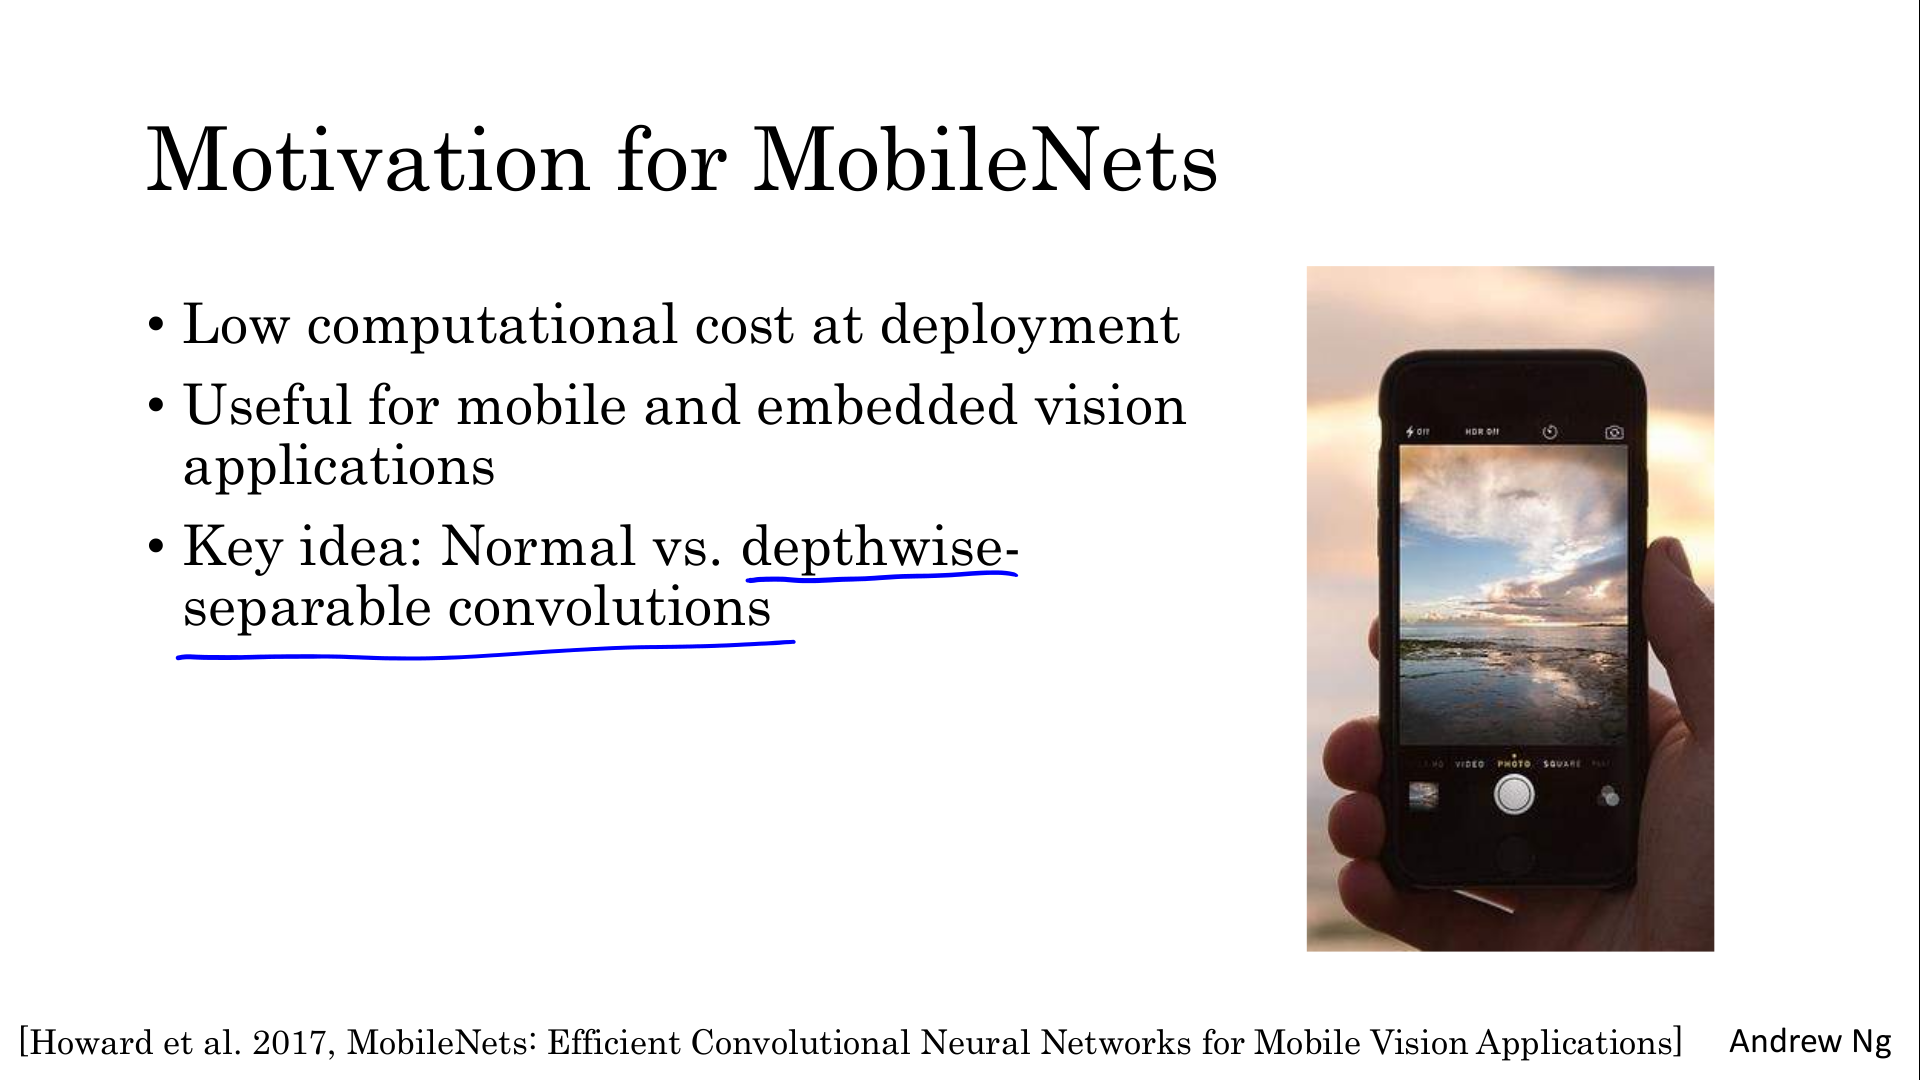 Motivation for MobileNets
• Low computational cost at deployment
• Useful for mobile and embedded vision
applications
• Key idea: Normal vs. depthwise-
separable convolutions
Off
HDR Off
VIDEO PHOTO SQUARE
[Howard et al. 2017, MobileNets: Efficient Convolutional Neural Networks for Mobile Vision Applications]
Andrew Ng